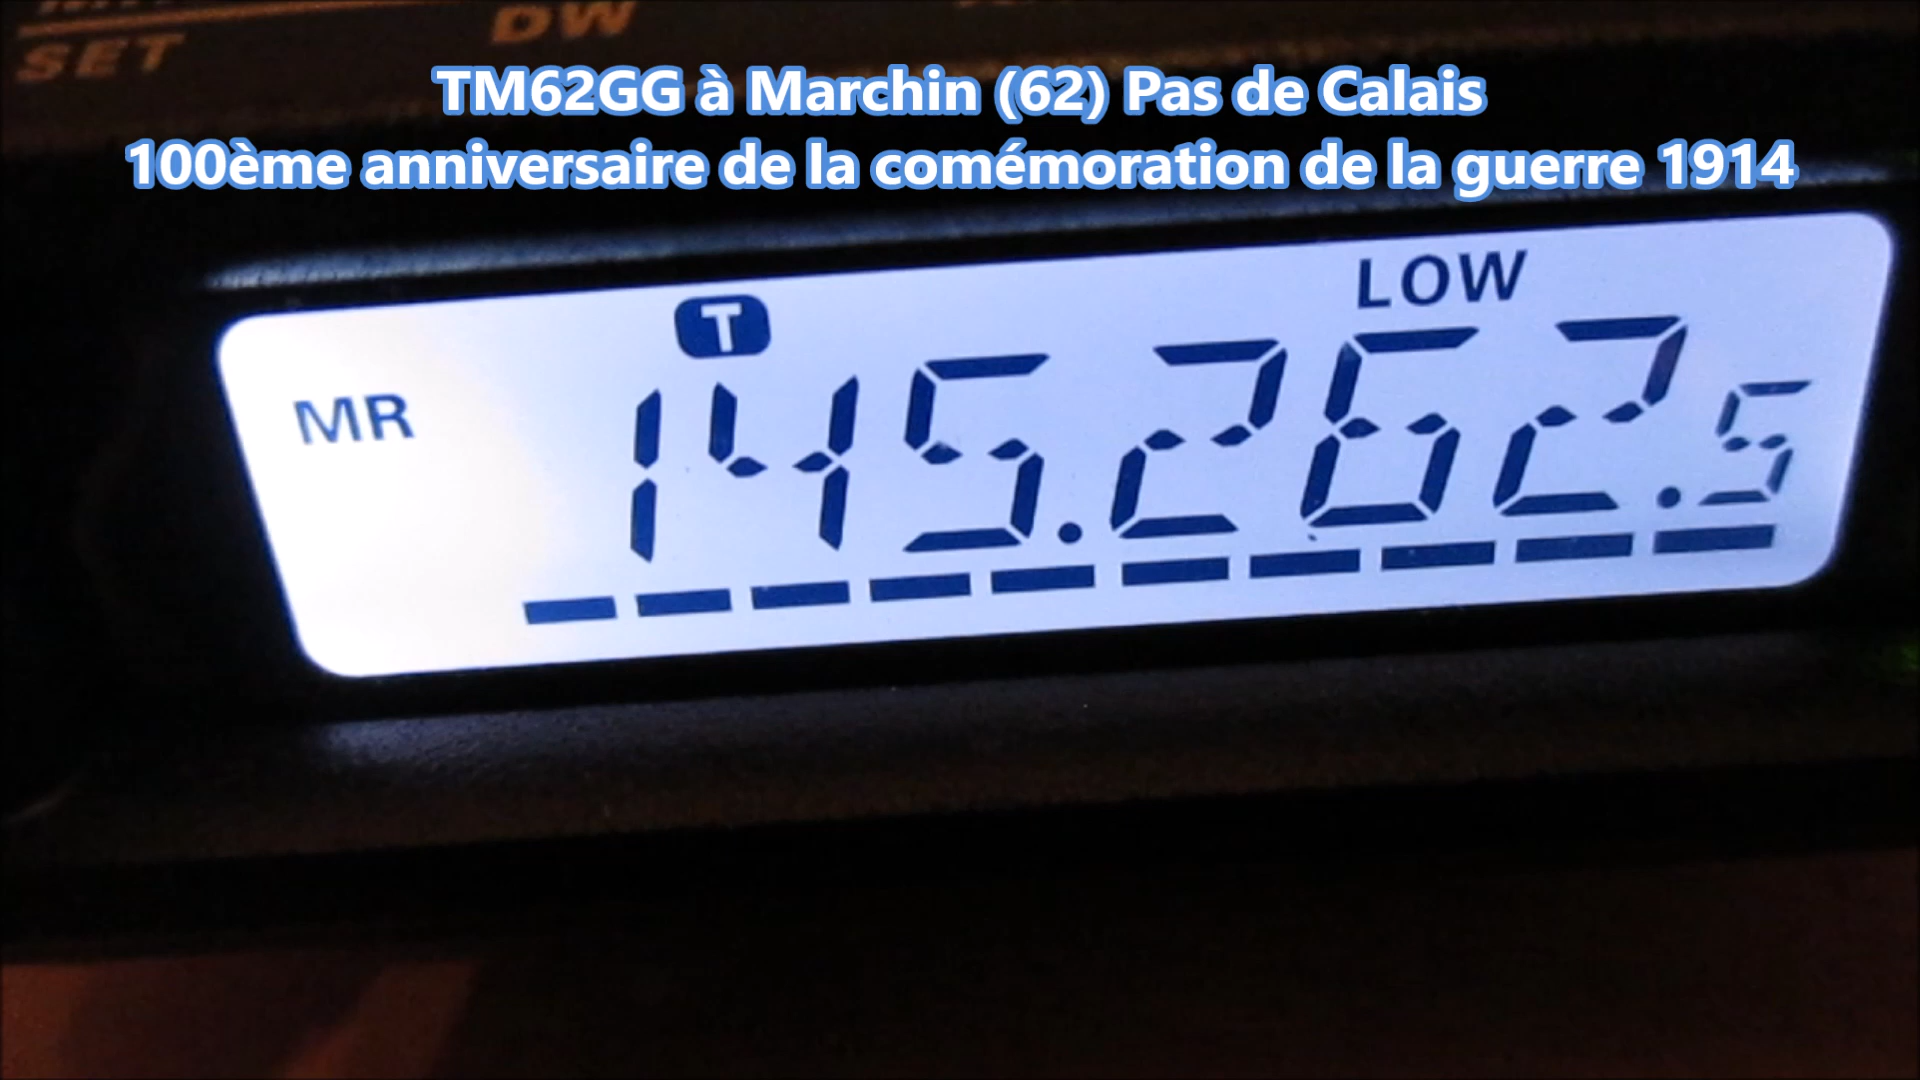 SET
DW
TM62GG à Marchin (62) Pas de Calais
100ème anniversaire de la comémoration de la guerre 1914
T
LOW
MR
145.262.5